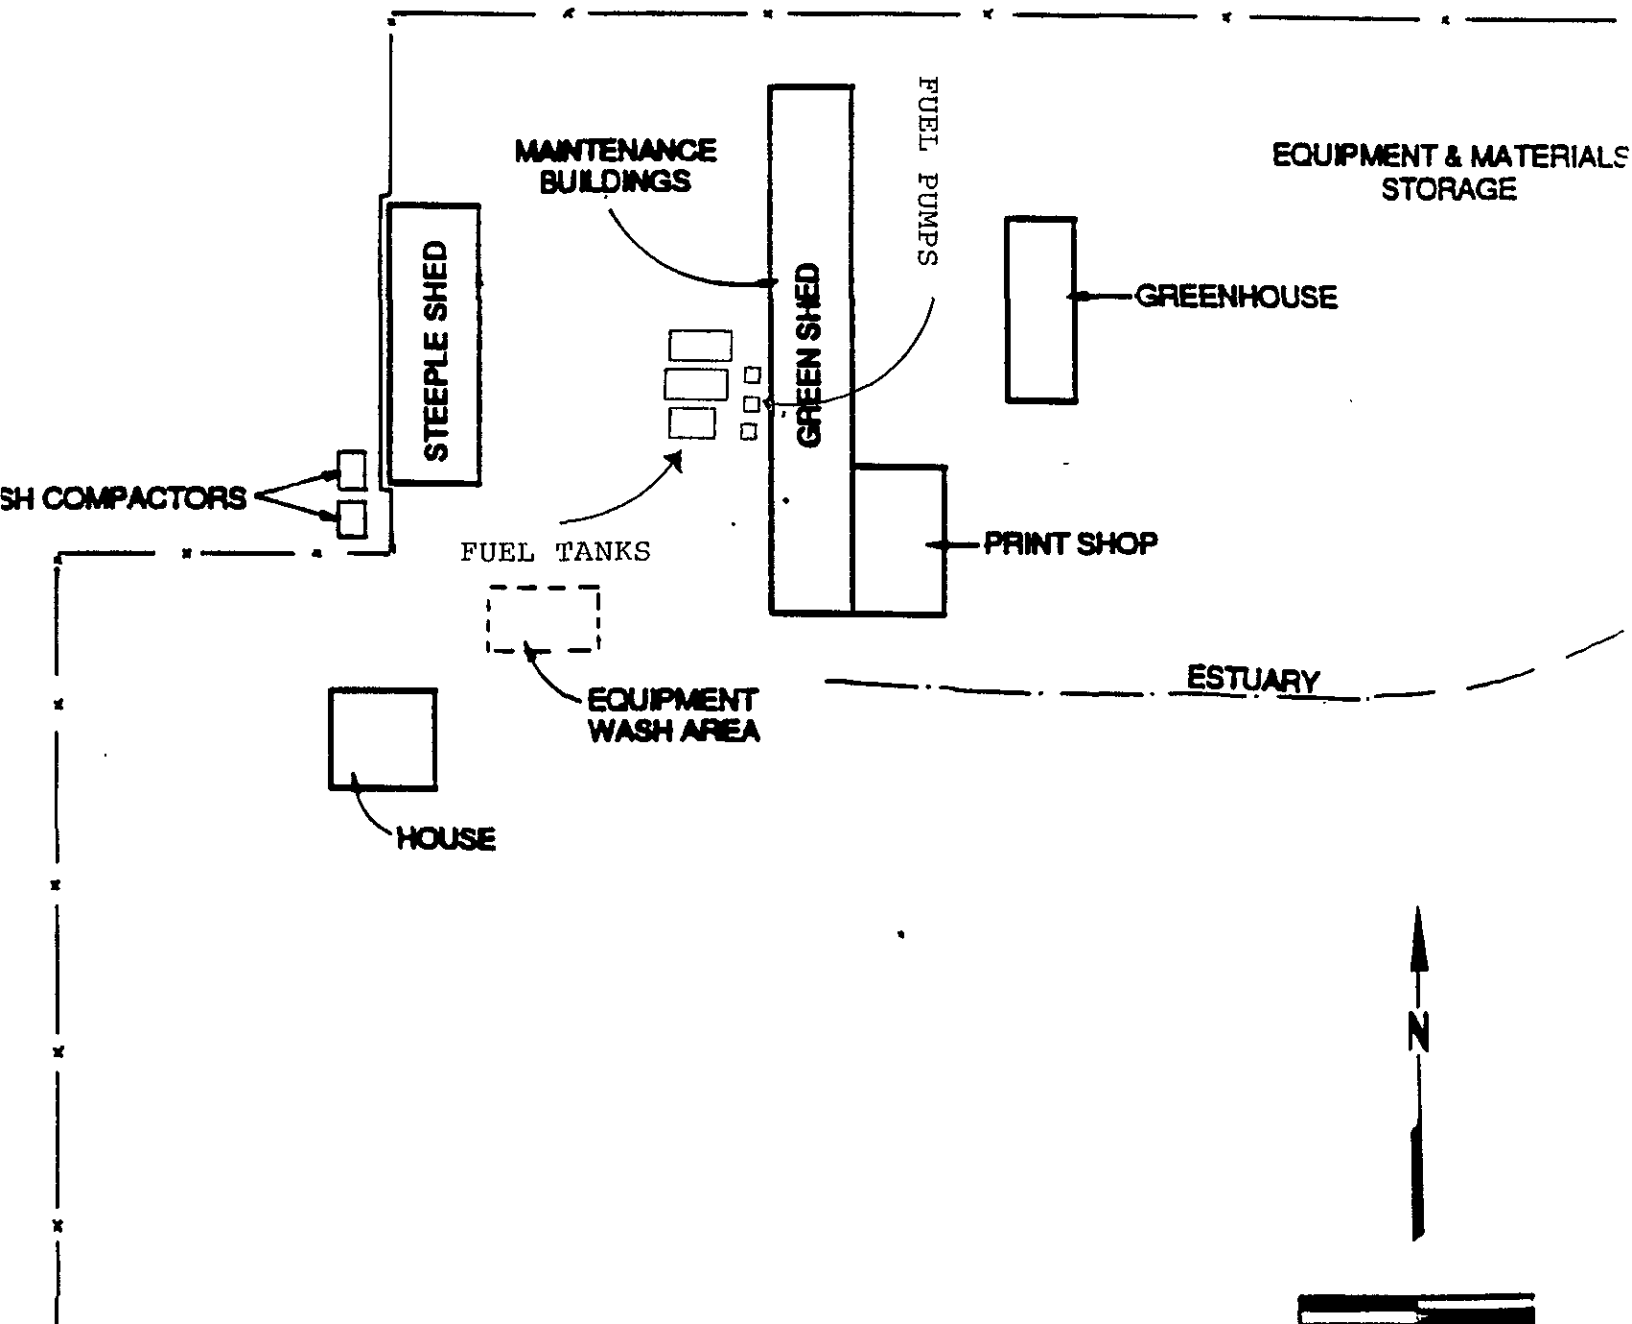 MAINTENANCE
BUILDINGS
FUEL PUMPS
EQUIPMENT & MATERIALS
STORAGE
STEEPLE SHED
GREEN SHED
GREENHOUSE
SH COMPACTORS
FUEL TANKS
PRINT SHOP
ESTUARY
EQUIPMENT
WASH AREA
HOUSE
N